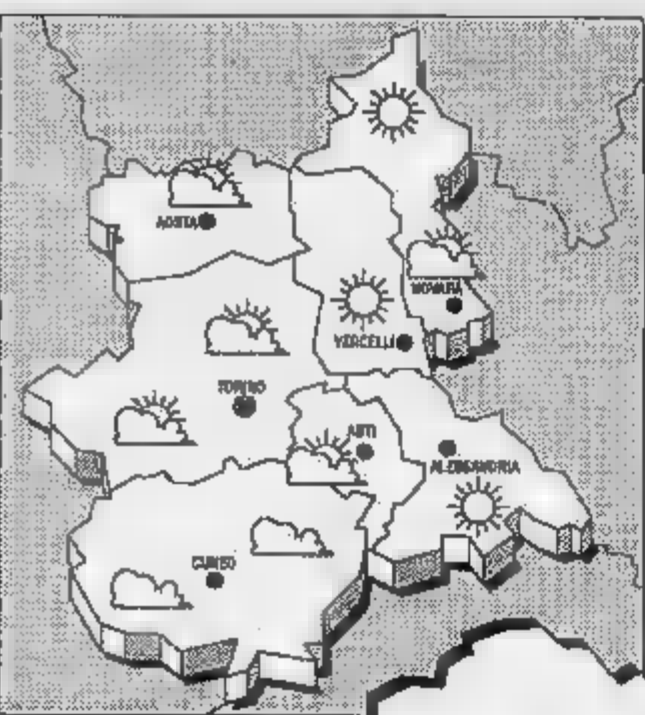 AOSTA
NOVARA
VERCELLI
TORINO
ASTI
ALESSANDRIA
CUNEO